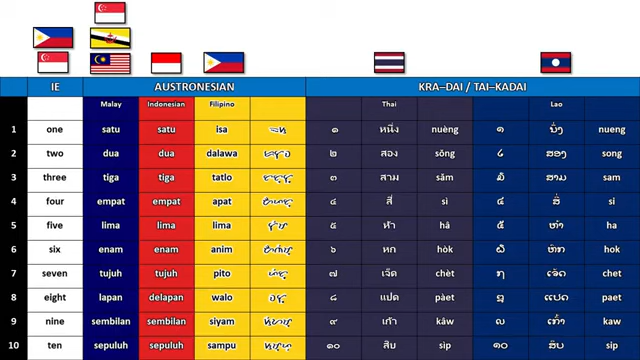 IE AUSTRONESIAN KRA–DAI / TAI–KADAI
Malay Indonesian Filipino Thai Lao
1 one satu satu isa ๑ หนึ่ง nùeng ໑ ນຶ່ງ nueng
2 two dua dua dalawa ๒ สอง sŏng ໒ ສອງ song
3 three tiga tiga tatlo ๓ สาม săm ໓ ສາມ sam
4 four empat empat apat ๔ สี่ sì ໔ ສີ່ si
5 five lima lima lima ๕ ห้า hâ ໕ ຫ້າ ha
6 six enam enam anim ๖ หก hòk ໖ hok
7 seven tujuh tujuh pito ๗ เจ็ด chèt ໗ ເຈັດ chet
8 eight lapan delapan walo ๘ แปด pàet ໘ ແປດ paet
9 nine sembilan sembilan siyam ๙ เก้า kâw ໙ ເກົ້າ kaw
10 ten sepuluh sepuluh sampu ๑๐ สิบ sìp ໑໐ ສິບ sip